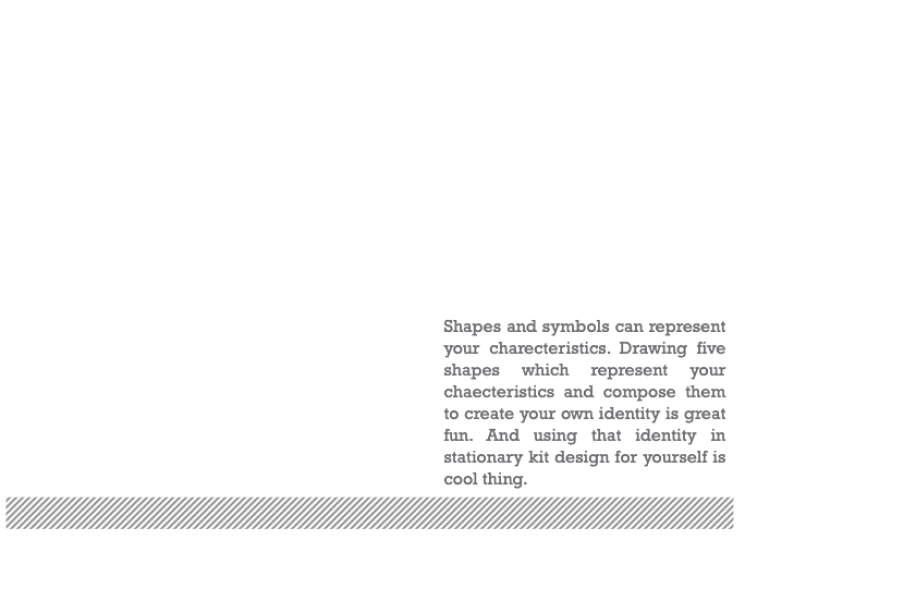 Shapes and symbols can represent
your charecteristics. Drawing five
shapes which represent your
chaecteristics and compose them
to create your own identity is great
fun. And using that identity in
stationary kit design for yourself is
cool thing.